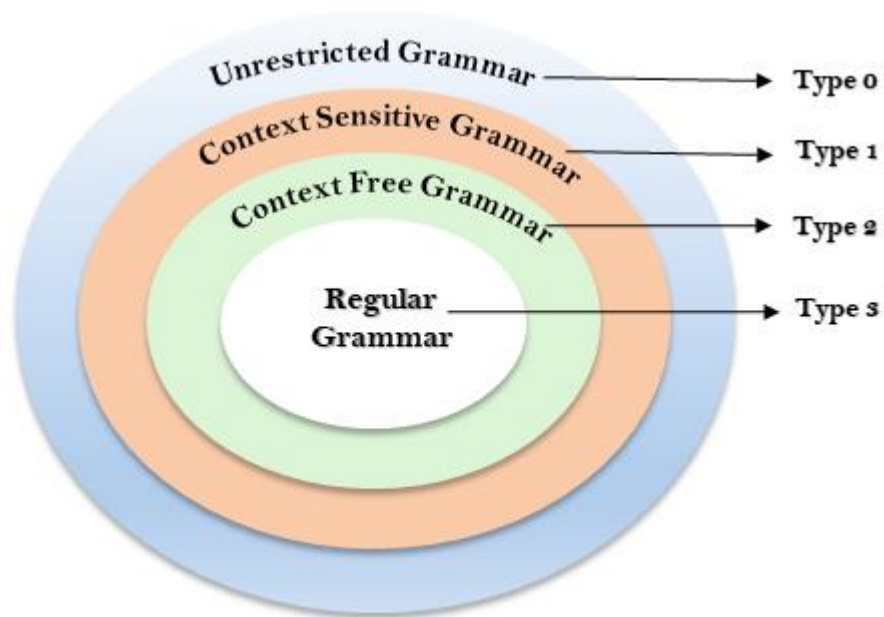 Unrestricted Grammar
Type 0
Context Sensitive Grammar
Type 1
Context Free Grammar
Type 2
Regular
Grammar
Type 3